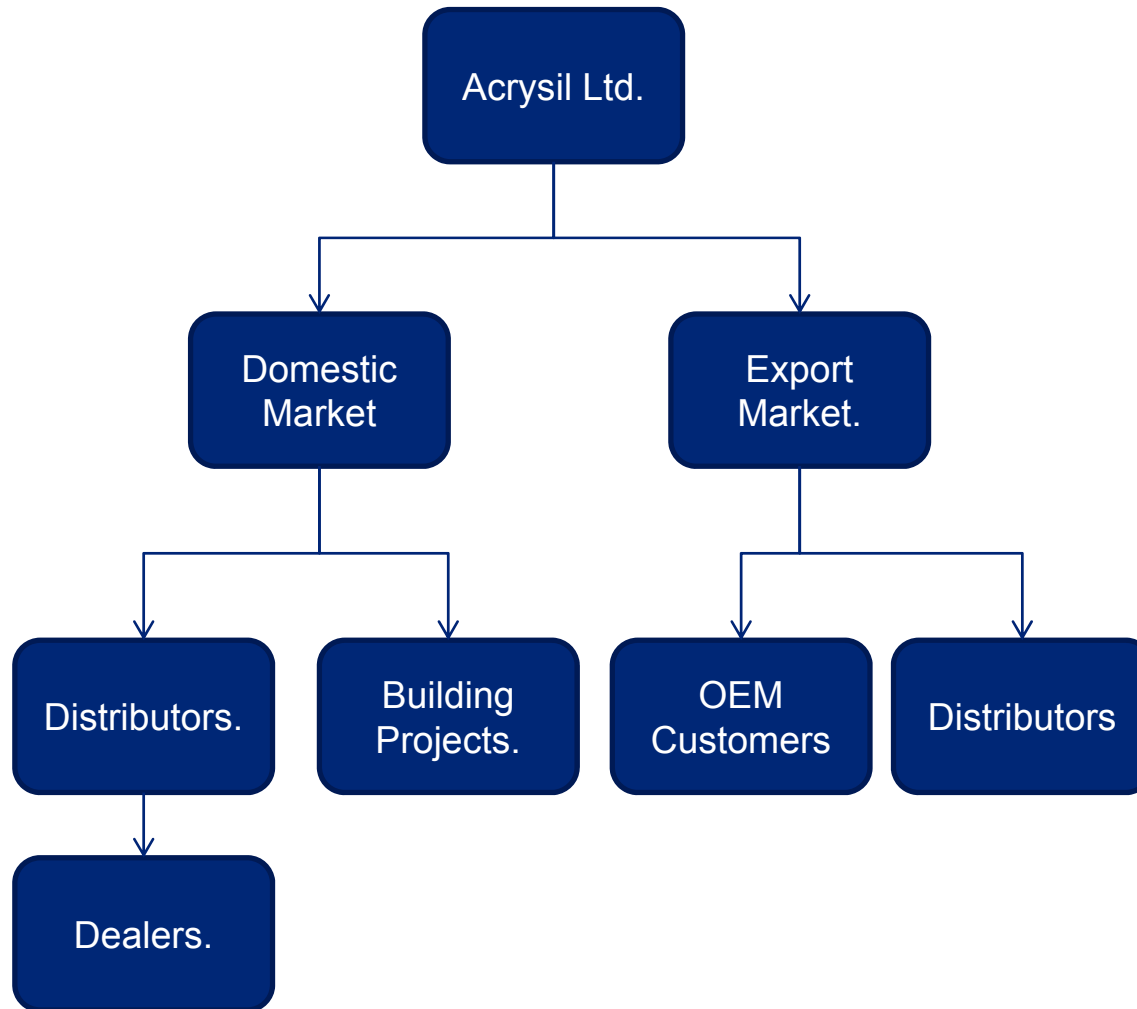 Acrysil Ltd.
Domestic
Market
Export
Market.
Distributors.
Building
Projects.
OEM
Customers
Distributors
Dealers.